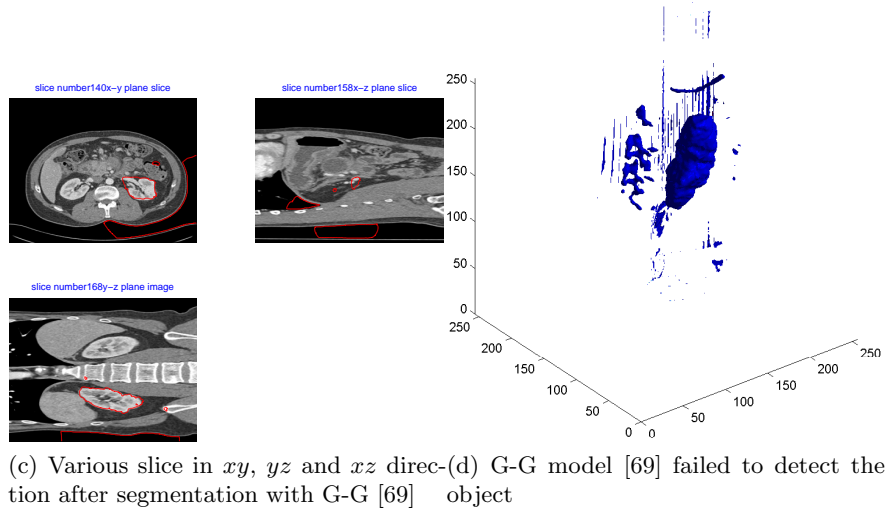 slice number140x−y plane slice
slice number158x−z plane slice
slice number168y−z plane image
250
200
150
100
50
0
250
200
150
100
50
0
0
50
100
150
200
250
(c) Various slice in xy, yz and xz direc-
tion after segmentation with G-G [69]
(d) G-G model [69] failed to detect the
object